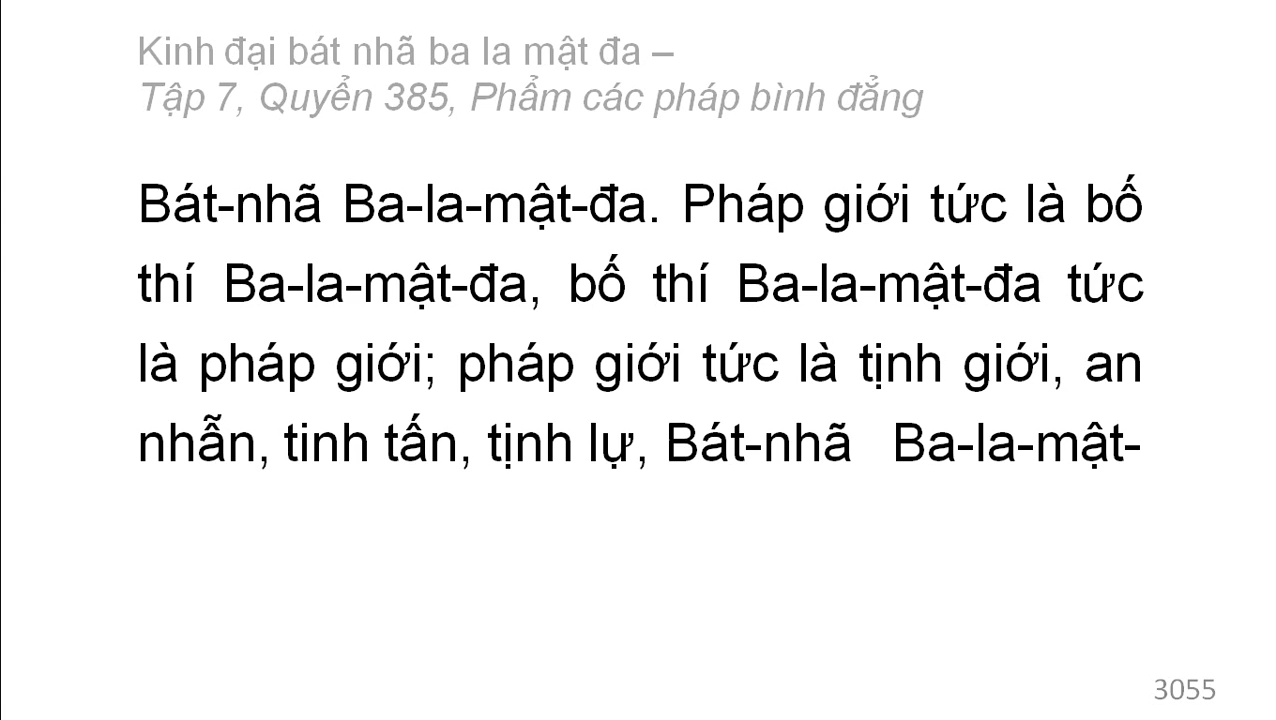 Kinh đại bát nhã ba la mật đa –
Tập 7, Quyển 385, Phẩm các pháp bình đẳng
Bát-nhã Ba-la-mật-đa. Pháp giới tức là bố
thí Ba-la-mật-đa, bố thí Ba-la-mật-đa tức
là pháp giới; pháp giới tức là tịnh giới, an
nhẫn, tinh tấn, tịnh lự, Bát-nhã Ba-la-mật-
3055